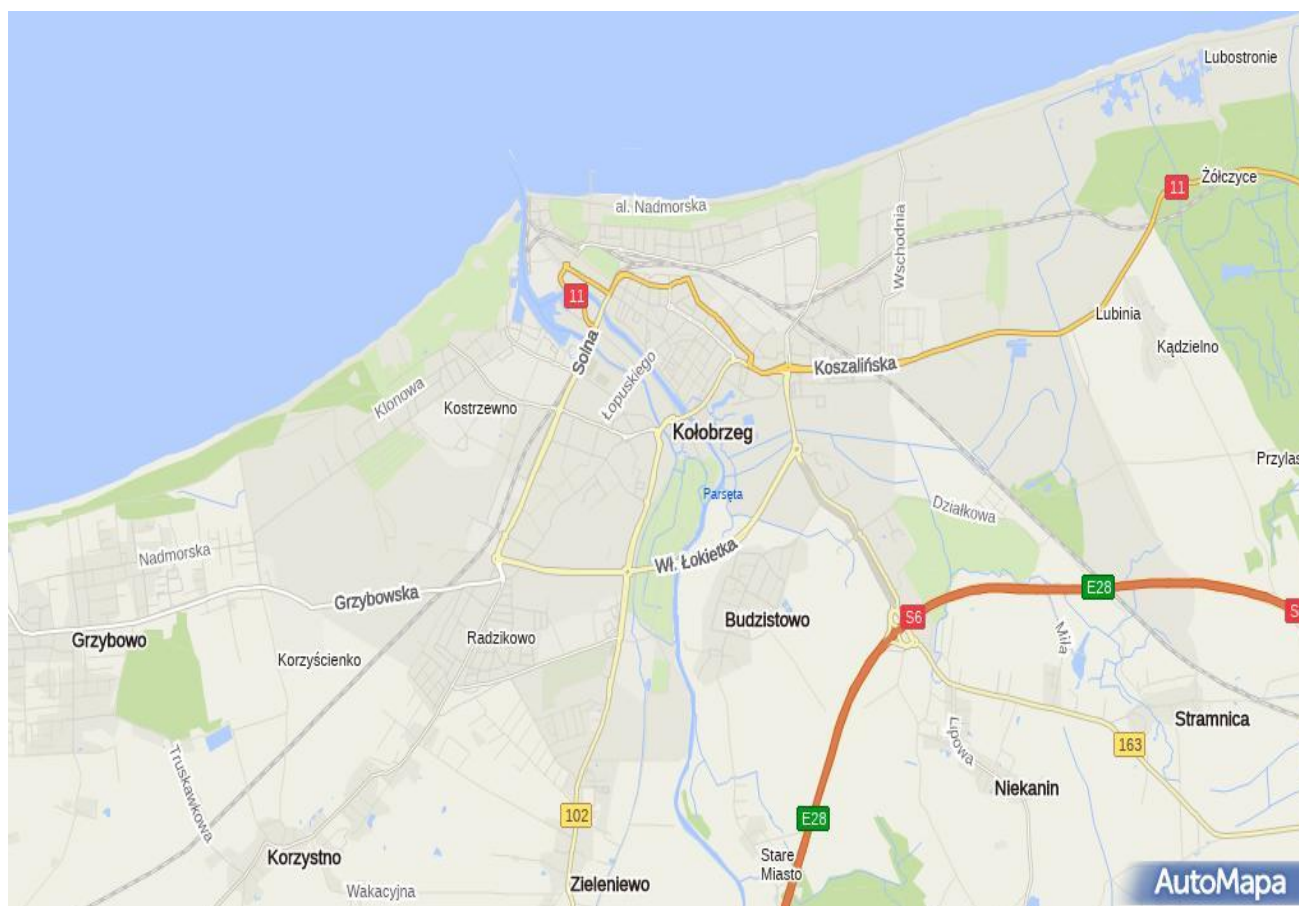 Lubostronie
Żółczyce
11
al. Nadmorska
Wschodnia
11
Lubinia
Kądzielno
Solna
Łopuskiego
Koszalińska
Klonowa
Kostrzewno
Kołobrzeg
Przylas
Parsęta
Działkowa
Nadmorska
Wł. Łokietka
E28
Grzybowska
S6
S
Budzistowo
Grzybowo
Radzikowo
Miła
Korzyścienko
Stramnica
Lipowa
163
Truskawkowa
Niekanin
102
E28
Korzystno
Stare
Miasto
Zieleniewo
Wakacyjna
AutoMapa